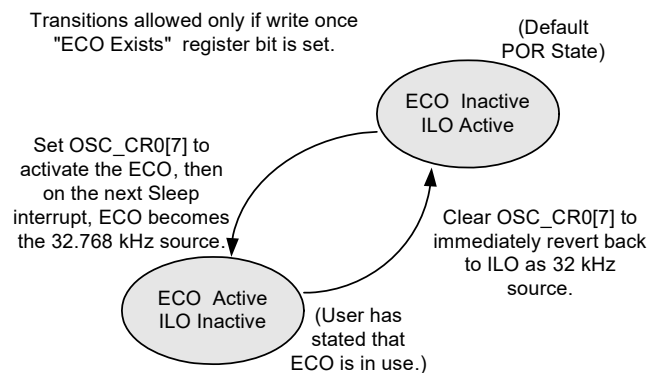 Transitions allowed only if write once
"ECO Exists" register bit is set.
(Default
POR State)
ECO Inactive
ILO Active
Set OSC_CR0[7] to
activate the ECO, then
on the next Sleep
interrupt, ECO becomes
the 32.768 kHz source.
Clear OSC_CR0[7] to
immediately revert back
to ILO as 32 kHz
source.
ECO Active
ILO Inactive
(User has
stated that
ECO is in use.)